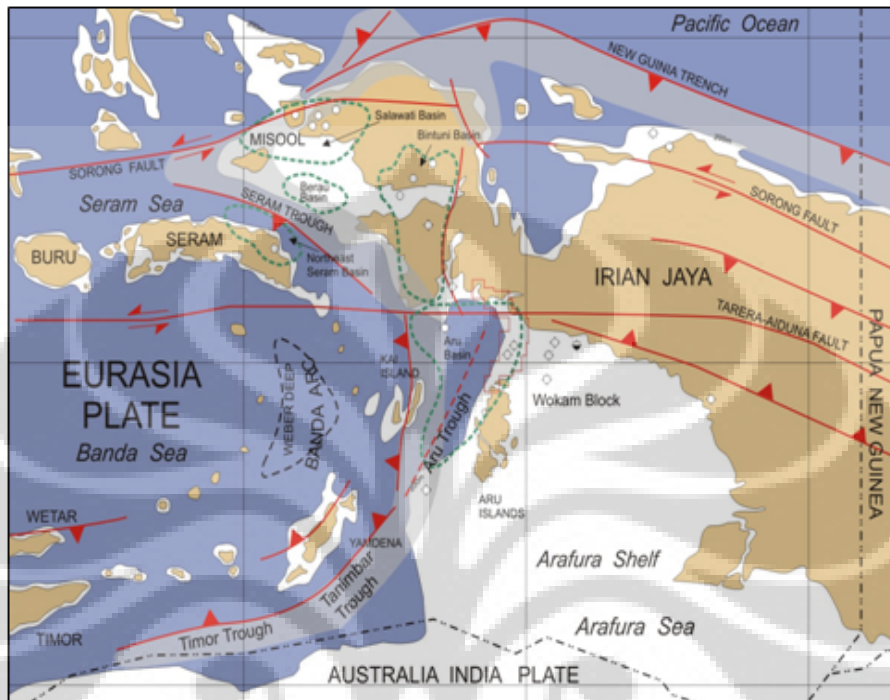 Pacific Ocean
NEW GUINIA TRENCH
Salawati Basin
MISOOL
Bintuni Basin
SORONG FAULT
Berau
Basin
SERAM TROUGH
SORONG FAULT
Seram Sea
SERAM
Northeast
Seram Basin
BURU
IRIAN JAYA
TARERA-AIDUNA FAULT
PAPUA NEW GUINEA
Aru
Basin
KAI
ISLAND
EURASIA
PLATE
WEBER DEEP
BANDA ARC
Wokam Block
Banda Sea
Aru Trough
ARU
ISLANDS
WETAR
YAMDENA
Arafura Shelf
Tanimbar
Trough
Arafura Sea
TIMOR
Timor Trough
AUSTRALIA INDIA PLATE